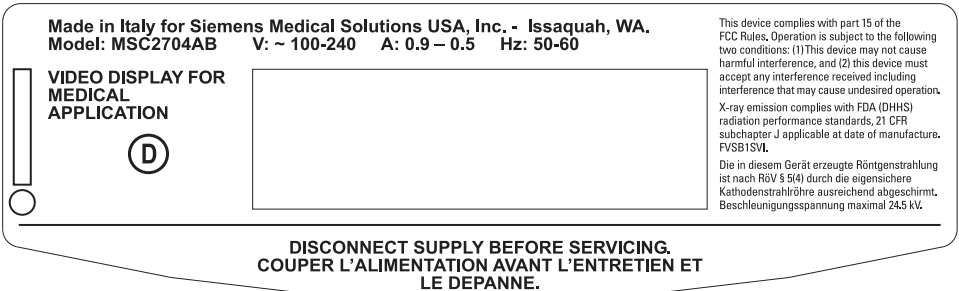 Made in Italy for Siemens Medical Solutions USA, Inc. - Issaquah, WA.
Model: MSC2704AB V: ~ 100-240 A: 0.9 – 0.5 Hz: 50-60
VIDEO DISPLAY FOR
MEDICAL
APPLICATION
D
This device complies with part 15 of the
FCC Rules. Operation is subject to the following
two conditions: (1) This device may not cause
harmful interference, and (2) this device must
accept any interference received including
interference that may cause undesired operation.
X-ray emission complies with FDA (DHHS)
radiation performance standards, 21 CFR
subchapter J applicable at date of manufacture.
FVSB1SVI.
Die in diesem Gerät erzeugte Röntgenstrahlung
ist nach RöV § 5(4) durch die eigensichere
Kathodenstrahlröhre ausreichend abgeschirmt.
Beschleunigungsspannung maximal 24.5 kV.
DISCONNECT SUPPLY BEFORE SERVICING.
COUPER L'ALIMENTATION AVANT L'ENTRETIEN ET
LE DEPANNE.